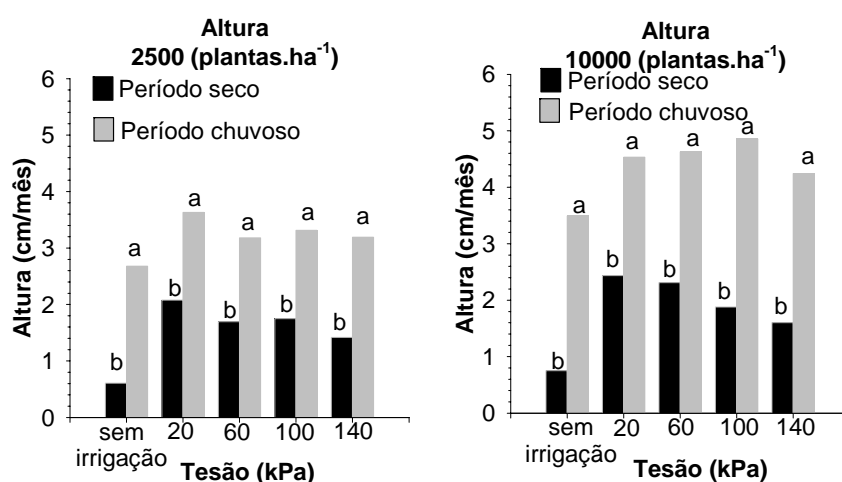 Altura
2500 (plantas.ha⁻¹)
6
5
4
3
2
1
0
Altura (cm/mês)
Período seco
Período chuvoso
b
a
b
a
b
a
b
a
b
a
sem
irrigação
20
60
100
140
Tesão (kPa)
Altura
10000 (plantas.ha⁻¹)
6
5
4
3
2
1
0
Altura (cm/mês)
Período seco
Período chuvoso
b
a
b
a
b
a
b
a
b
a
sem
irrigação
20
60
100
140
Tesão (kPa)